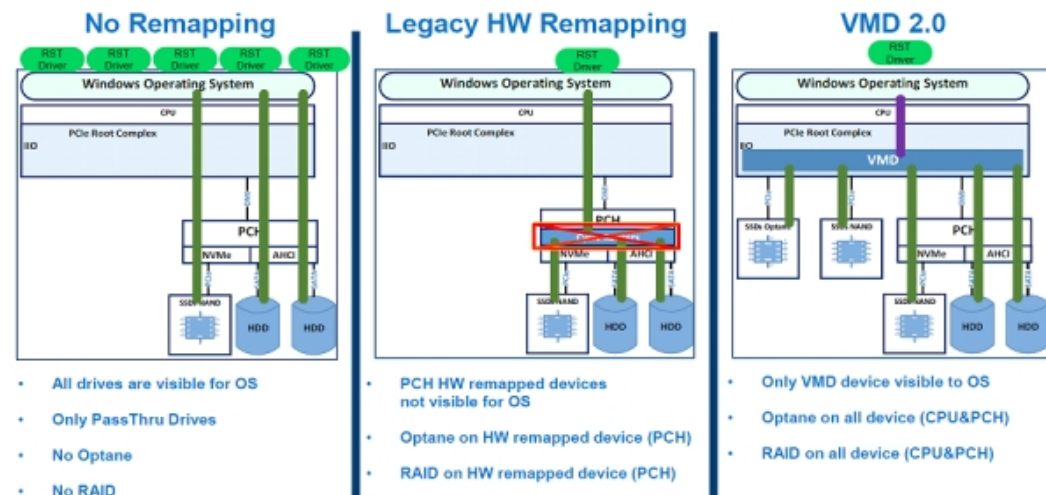 No Remapping
RST Driver
RST Driver
RST Driver
RST Driver
RST Driver
Windows Operating System
CPU
PCIe Root Complex
IIO
PCH
NVMe
AHCI
PCIe
SATA
SATA
SSDs NAND
HDD
HDD
• All drives are visible for OS
• Only PassThru Drives
• No Optane
• No RAID
Legacy HW Remapping
RST
Driver
Windows Operating System
CPU
PCIe Root Complex
IIO
PCH
NVMe
AHCI
SSDs NAND
HDD
HDD
• PCH HW remapped devices
not visible for OS
• Optane on HW remapped device (PCH)
• RAID on HW remapped device (PCH)
VMD 2.0
RST
Driver
Windows Operating System
CPU
PCIe Root Complex
IIO
VMD
SSDs Optane
SSDs NAND
PCH
NVMe
AHCI
SSDs NAND
HDD
HDD
• Only VMD device visible to OS
• Optane on all device (CPU&PCH)
• RAID on all device (CPU&PCH)